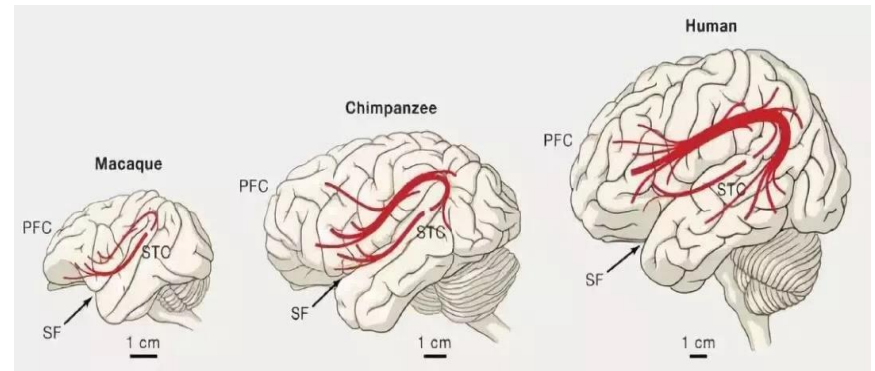 Macaque
PFC
STC
SF
1 cm
Chimpanzee
PFC
STC
SF
1 cm
Human
PFC
STC
SF
1 cm